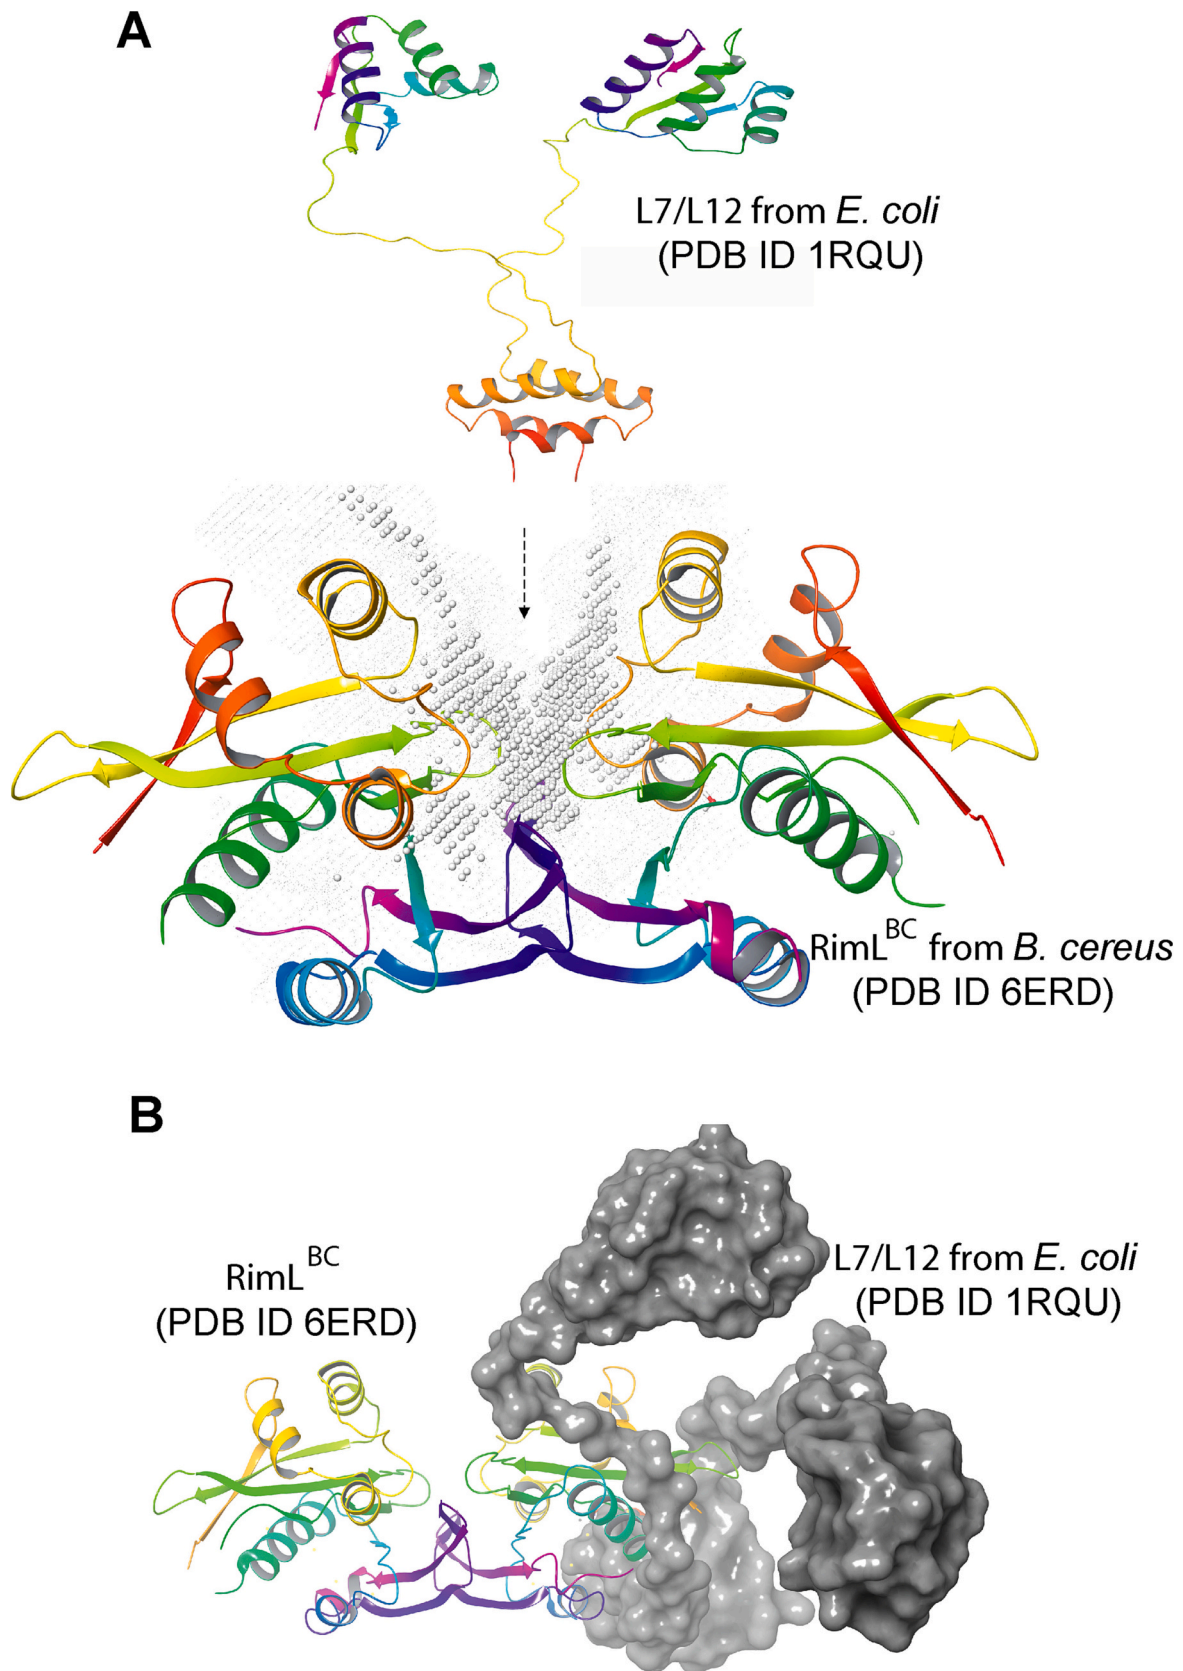 A
L7/L12 from E. coli
(PDB ID 1RQU)
RimL^BC from B. cereus
(PDB ID 6ERD)
B
RimL^BC
(PDB ID 6ERD)
L7/L12 from E. coli
(PDB ID 1RQU)